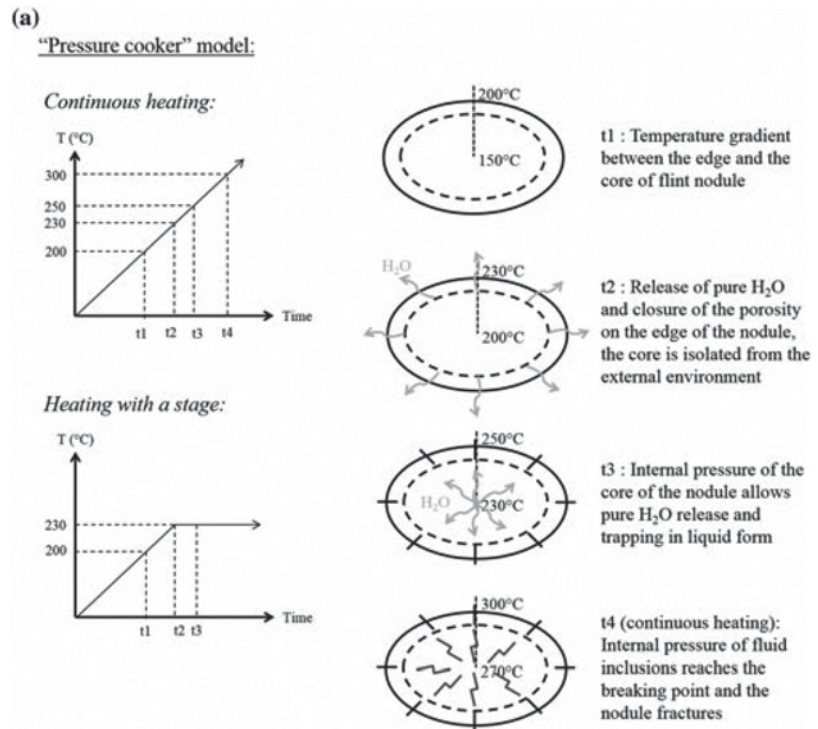 (a)
“Pressure cooker” model:
Continuous heating:
T (°C)
300
250
230
200
t1 t2 t3 t4
Time
Heating with a stage:
T (°C)
230
200
t1 t2 t3
Time
200°C
150°C
t1 : Temperature gradient
between the edge and the
core of flint nodule
H₂O
230°C
200°C
t2 : Release of pure H₂O
and closure of the porosity
on the edge of the nodule,
the core is isolated from the
external environment
250°C
H₂O
230°C
t3 : Internal pressure of the
core of the nodule allows
pure H₂O release and
trapping in liquid form
300°C
270°C
t4 (continuous heating):
Internal pressure of fluid
inclusions reaches the
breaking point and the
nodule fractures